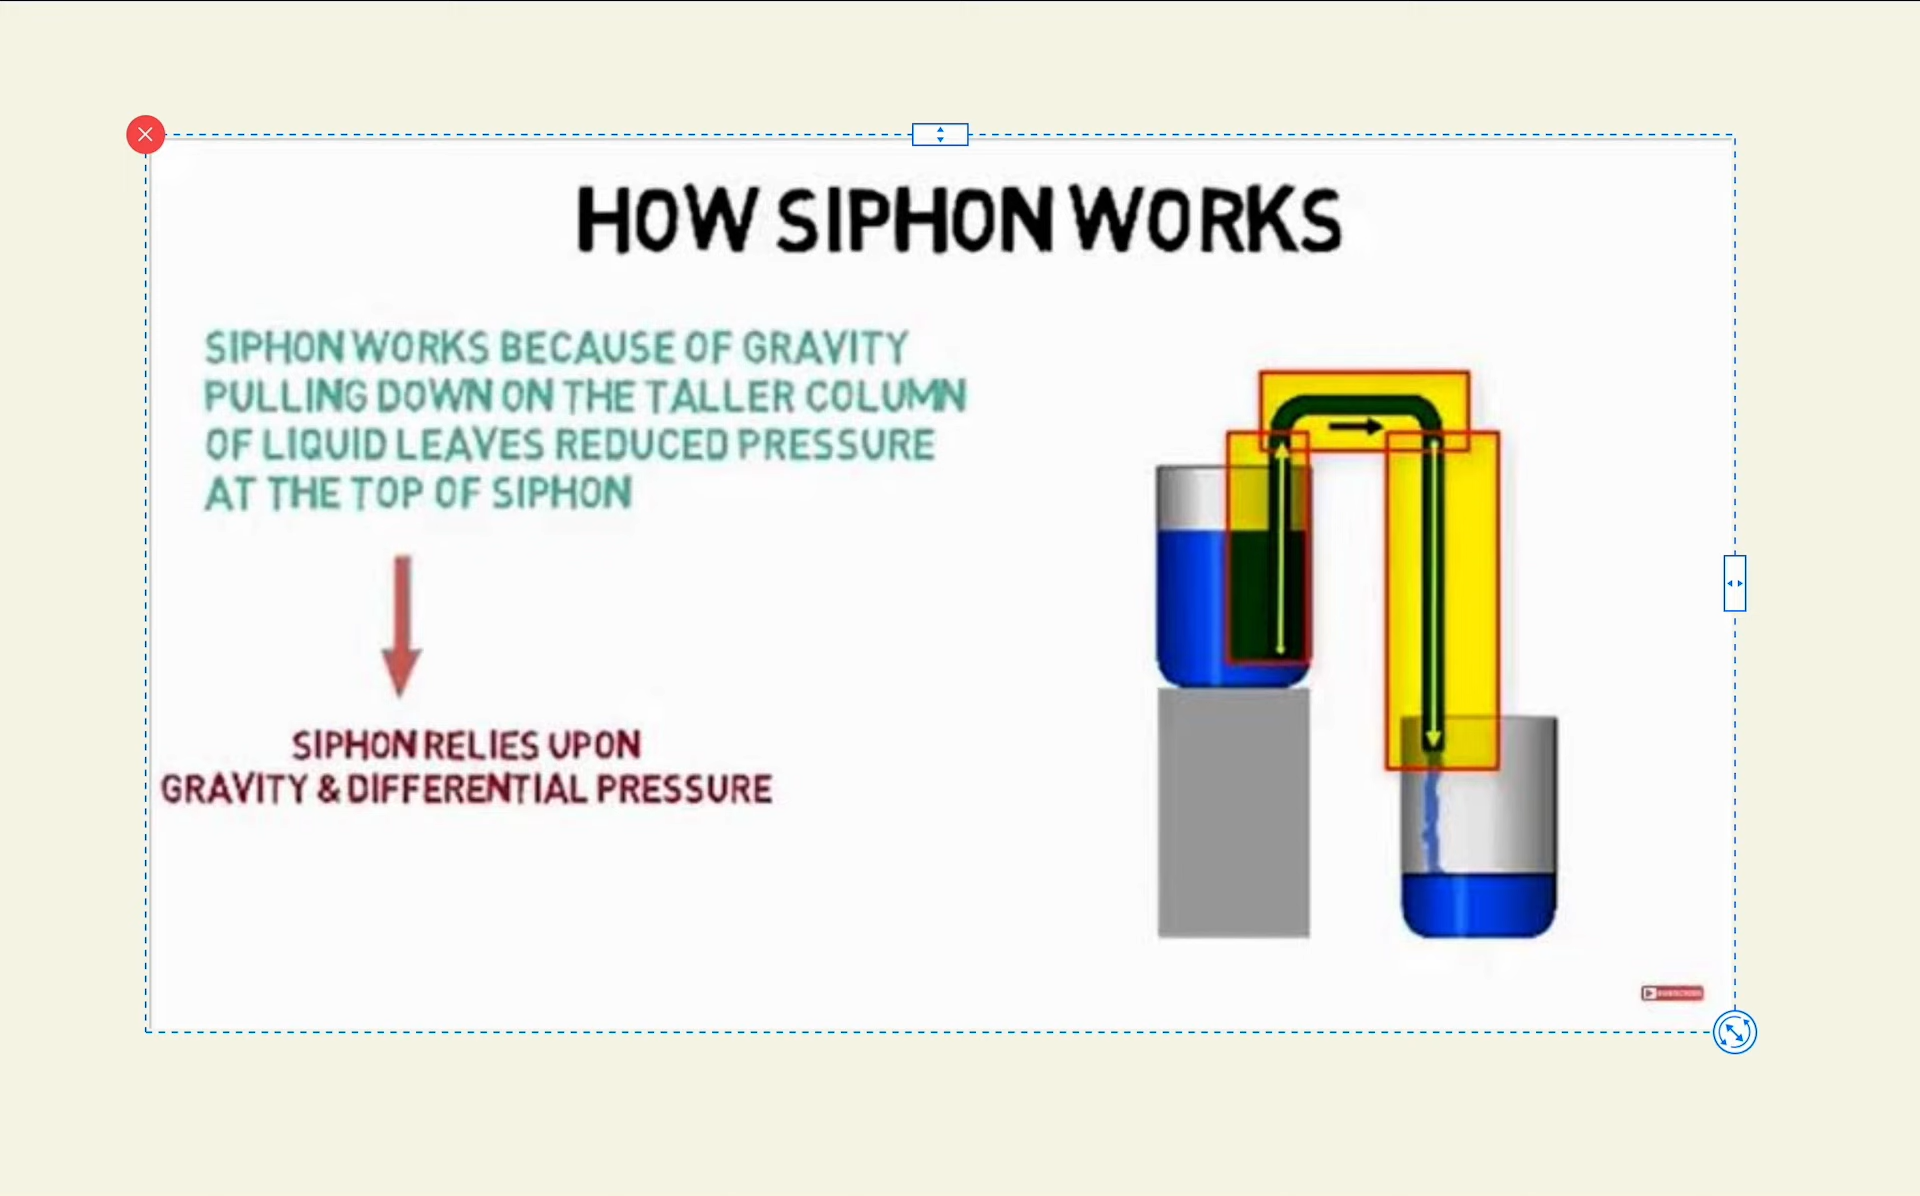 HOW SIPHON WORKS
SIPHON WORKS BECAUSE OF GRAVITY
PULLING DOWN ON THE TALLER COLUMN
OF LIQUID LEAVES REDUCED PRESSURE
AT THE TOP OF SIPHON
SIPHON RELIES UPON
GRAVITY & DIFFERENTIAL PRESSURE